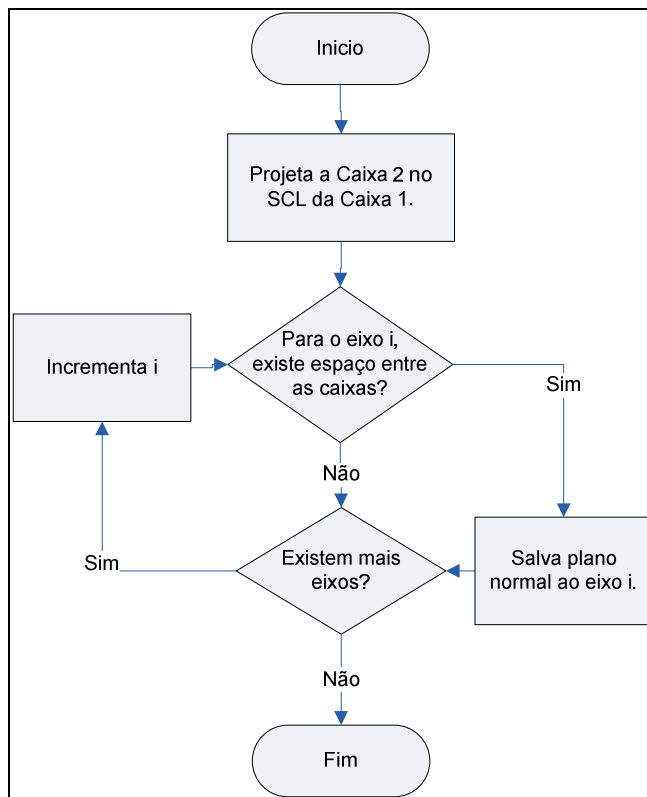 Inicio
Projeta a Caixa 2 no
SCL da Caixa 1.
Para o eixo i,
existe espaço entre
as caixas?
Incrementa i
Sim
Não
Existem mais
eixos?
Sim
Salva plano
normal ao eixo i.
Não
Fim